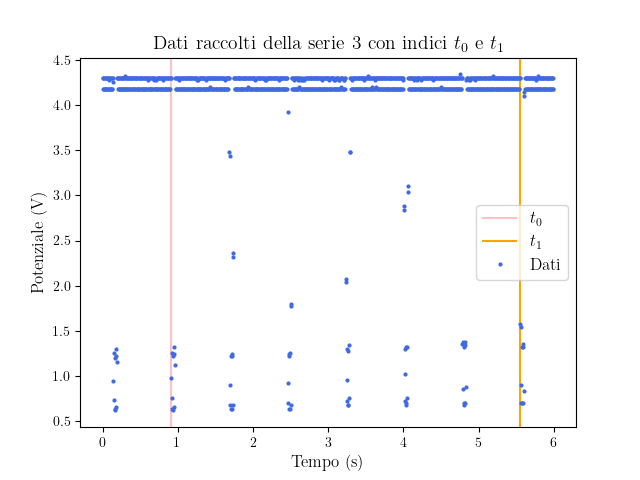 Dati raccolti della serie 3 con indici t₀ e t₁
4.5
4.0
3.5
3.0
2.5
2.0
1.5
1.0
0.5
Potenziale (V)
t₀
t₁
Dati
0 1 2 3 4 5 6
Tempo (s)